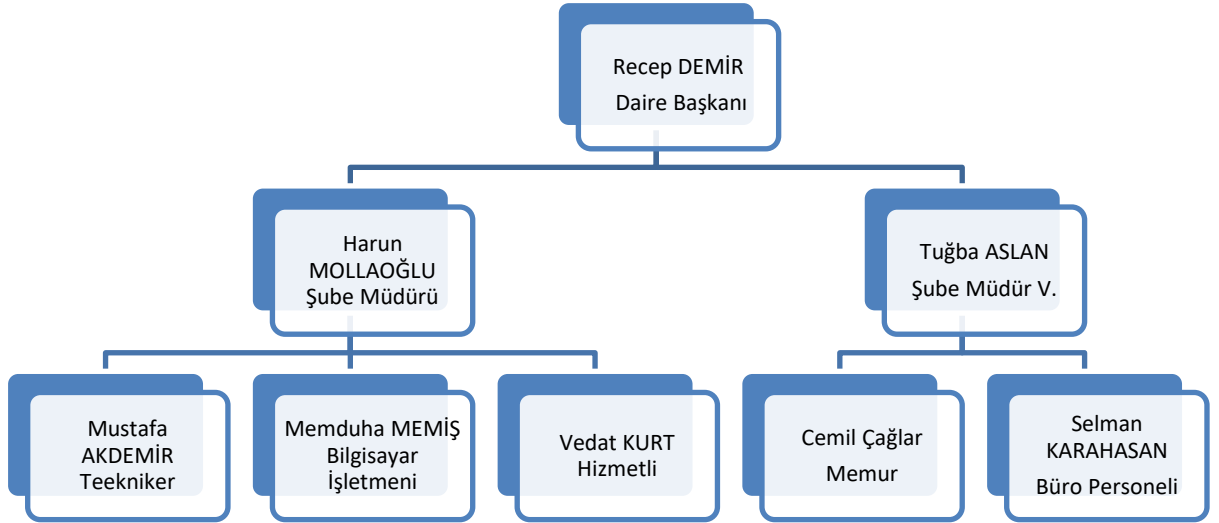 Recep DEMİR
Daire Başkanı
Harun
MOLLAOĞLU
Şube Müdürü
Tuğba ASLAN
Şube Müdür V.
Mustafa
AKDEMİR
Teekniker
Memduha MEMİŞ
Bilgisayar
İşletmeni
Vedat KURT
Hizmetli
Cemil Çağlar
Memur
Selman
KARAHASAN
Büro Personeli